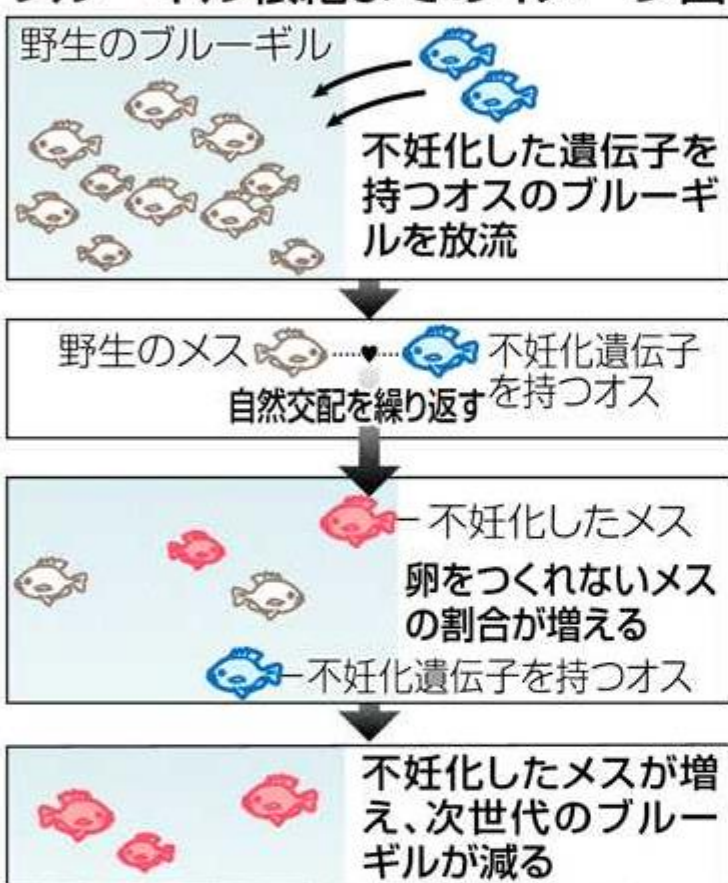 野生のブルーギル
不妊化した遺伝子を
持つオスのブルーギ
ルを放流
野生のメス
不妊化遺伝子
を持つオス
自然交配を繰り返す
不妊化したメス
卵をつくれないメス
の割合が増える
不妊化遺伝子を持つオス
不妊化したメスが増
え、次世代のブルー
ギルが減る